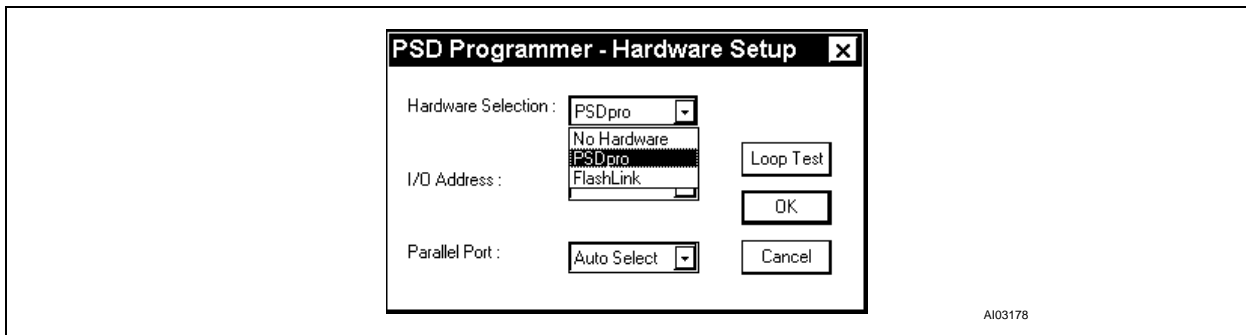 PSD Programmer - Hardware Setup
Hardware Selection : PSDpro
No Hardware
PSDpro
FlashLink
Loop Test
I/O Address :
OK
Parallel Port : Auto Select
Cancel
AI03178